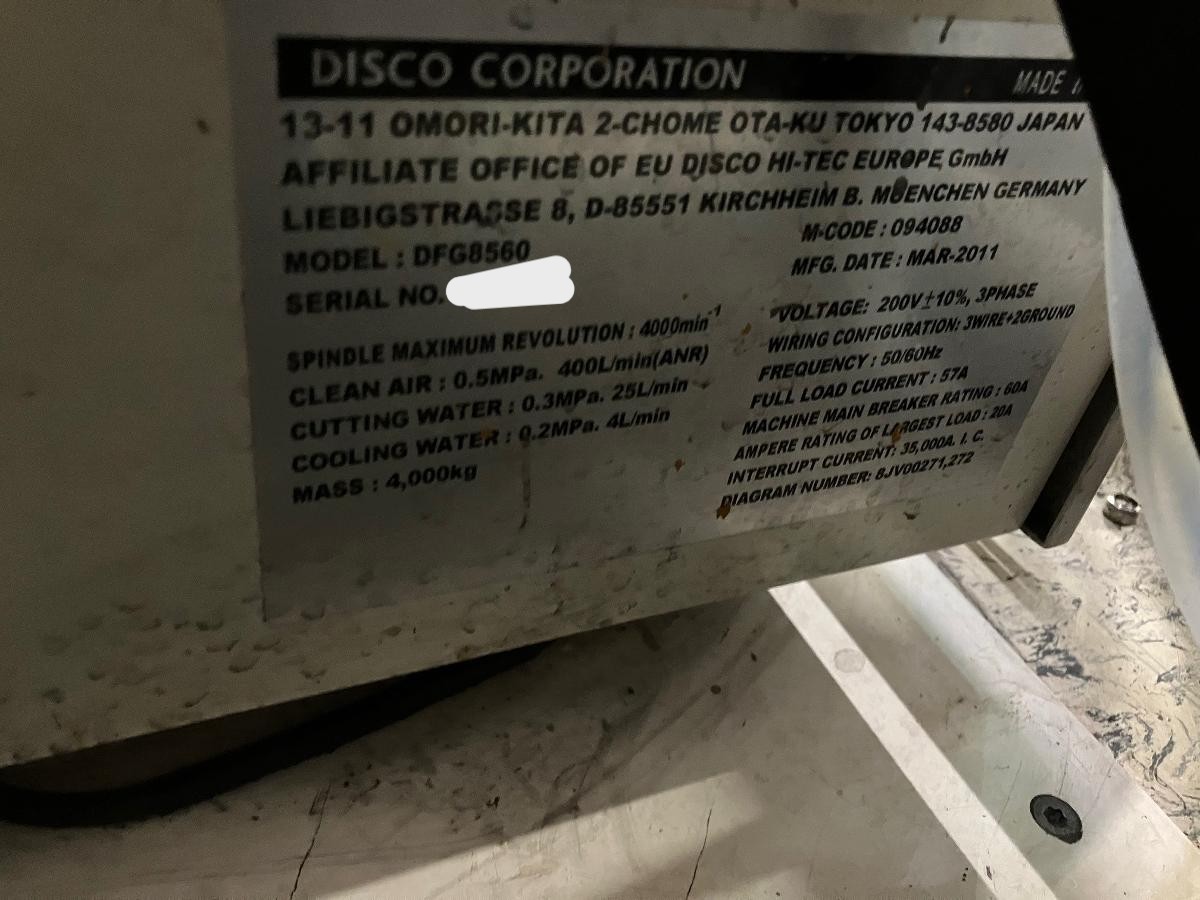 DISCO CORPORATION MADE
13-11 OMORI-KITA 2-CHOME OTA-KU TOKYO 143-8580 JAPAN
AFFILIATE OFFICE OF EU DISCO HI-TEC EUROPE GmbH
LIEBIGSTRASSE 8, D-85551 KIRCHHEIM B. MUENCHEN GERMANY
MODEL : DFG8560
SERIAL NO.
SPINDLE MAXIMUM REVOLUTION : 4000min⁻¹
CLEAN AIR : 0.5MPa. 400L/min(ANR)
CUTTING WATER : 0.3MPa. 25L/min
COOLING WATER : 0.2MPa. 4L/min
MASS : 4,000kg
M-CODE : 094088
MFG. DATE : MAR-2011
VOLTAGE: 200V±10%, 3PHASE
WIRING CONFIGURATION: 3WIRE+2GROUND
FREQUENCY : 50/60Hz
FULL LOAD CURRENT : 57A
MACHINE MAIN BREAKER RATING : 60A
AMPERE RATING OF LARGEST LOAD : 20A
INTERRUPT CURRENT: 35,000A. I. C.
DIAGRAM NUMBER: 8JV00271,272